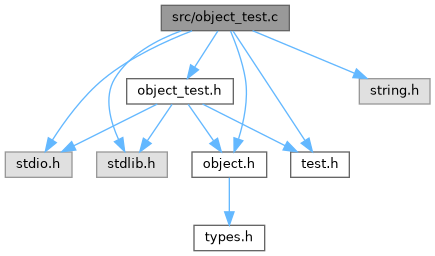 src/object_test.c
object_test.h
string.h
stdio.h
stdlib.h
object.h
test.h
types.h